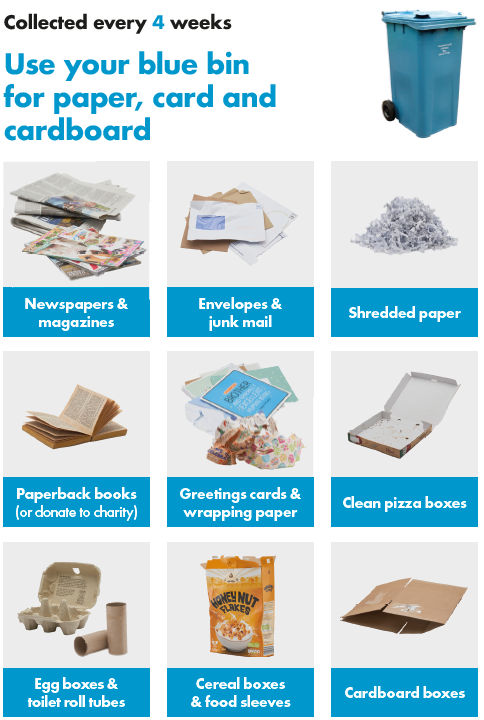 Collected every 4 weeks
Use your blue bin
for paper, card and
cardboard
Newspapers &
magazines
Envelopes &
junk mail
Shredded paper
Paperback books
(or donate to charity)
BROTHER
Greetings cards &
wrapping paper
Clean pizza boxes
Egg boxes &
toilet roll tubes
HONEY NUT
FLAKES
Cereal boxes
& food sleeves
Cardboard boxes